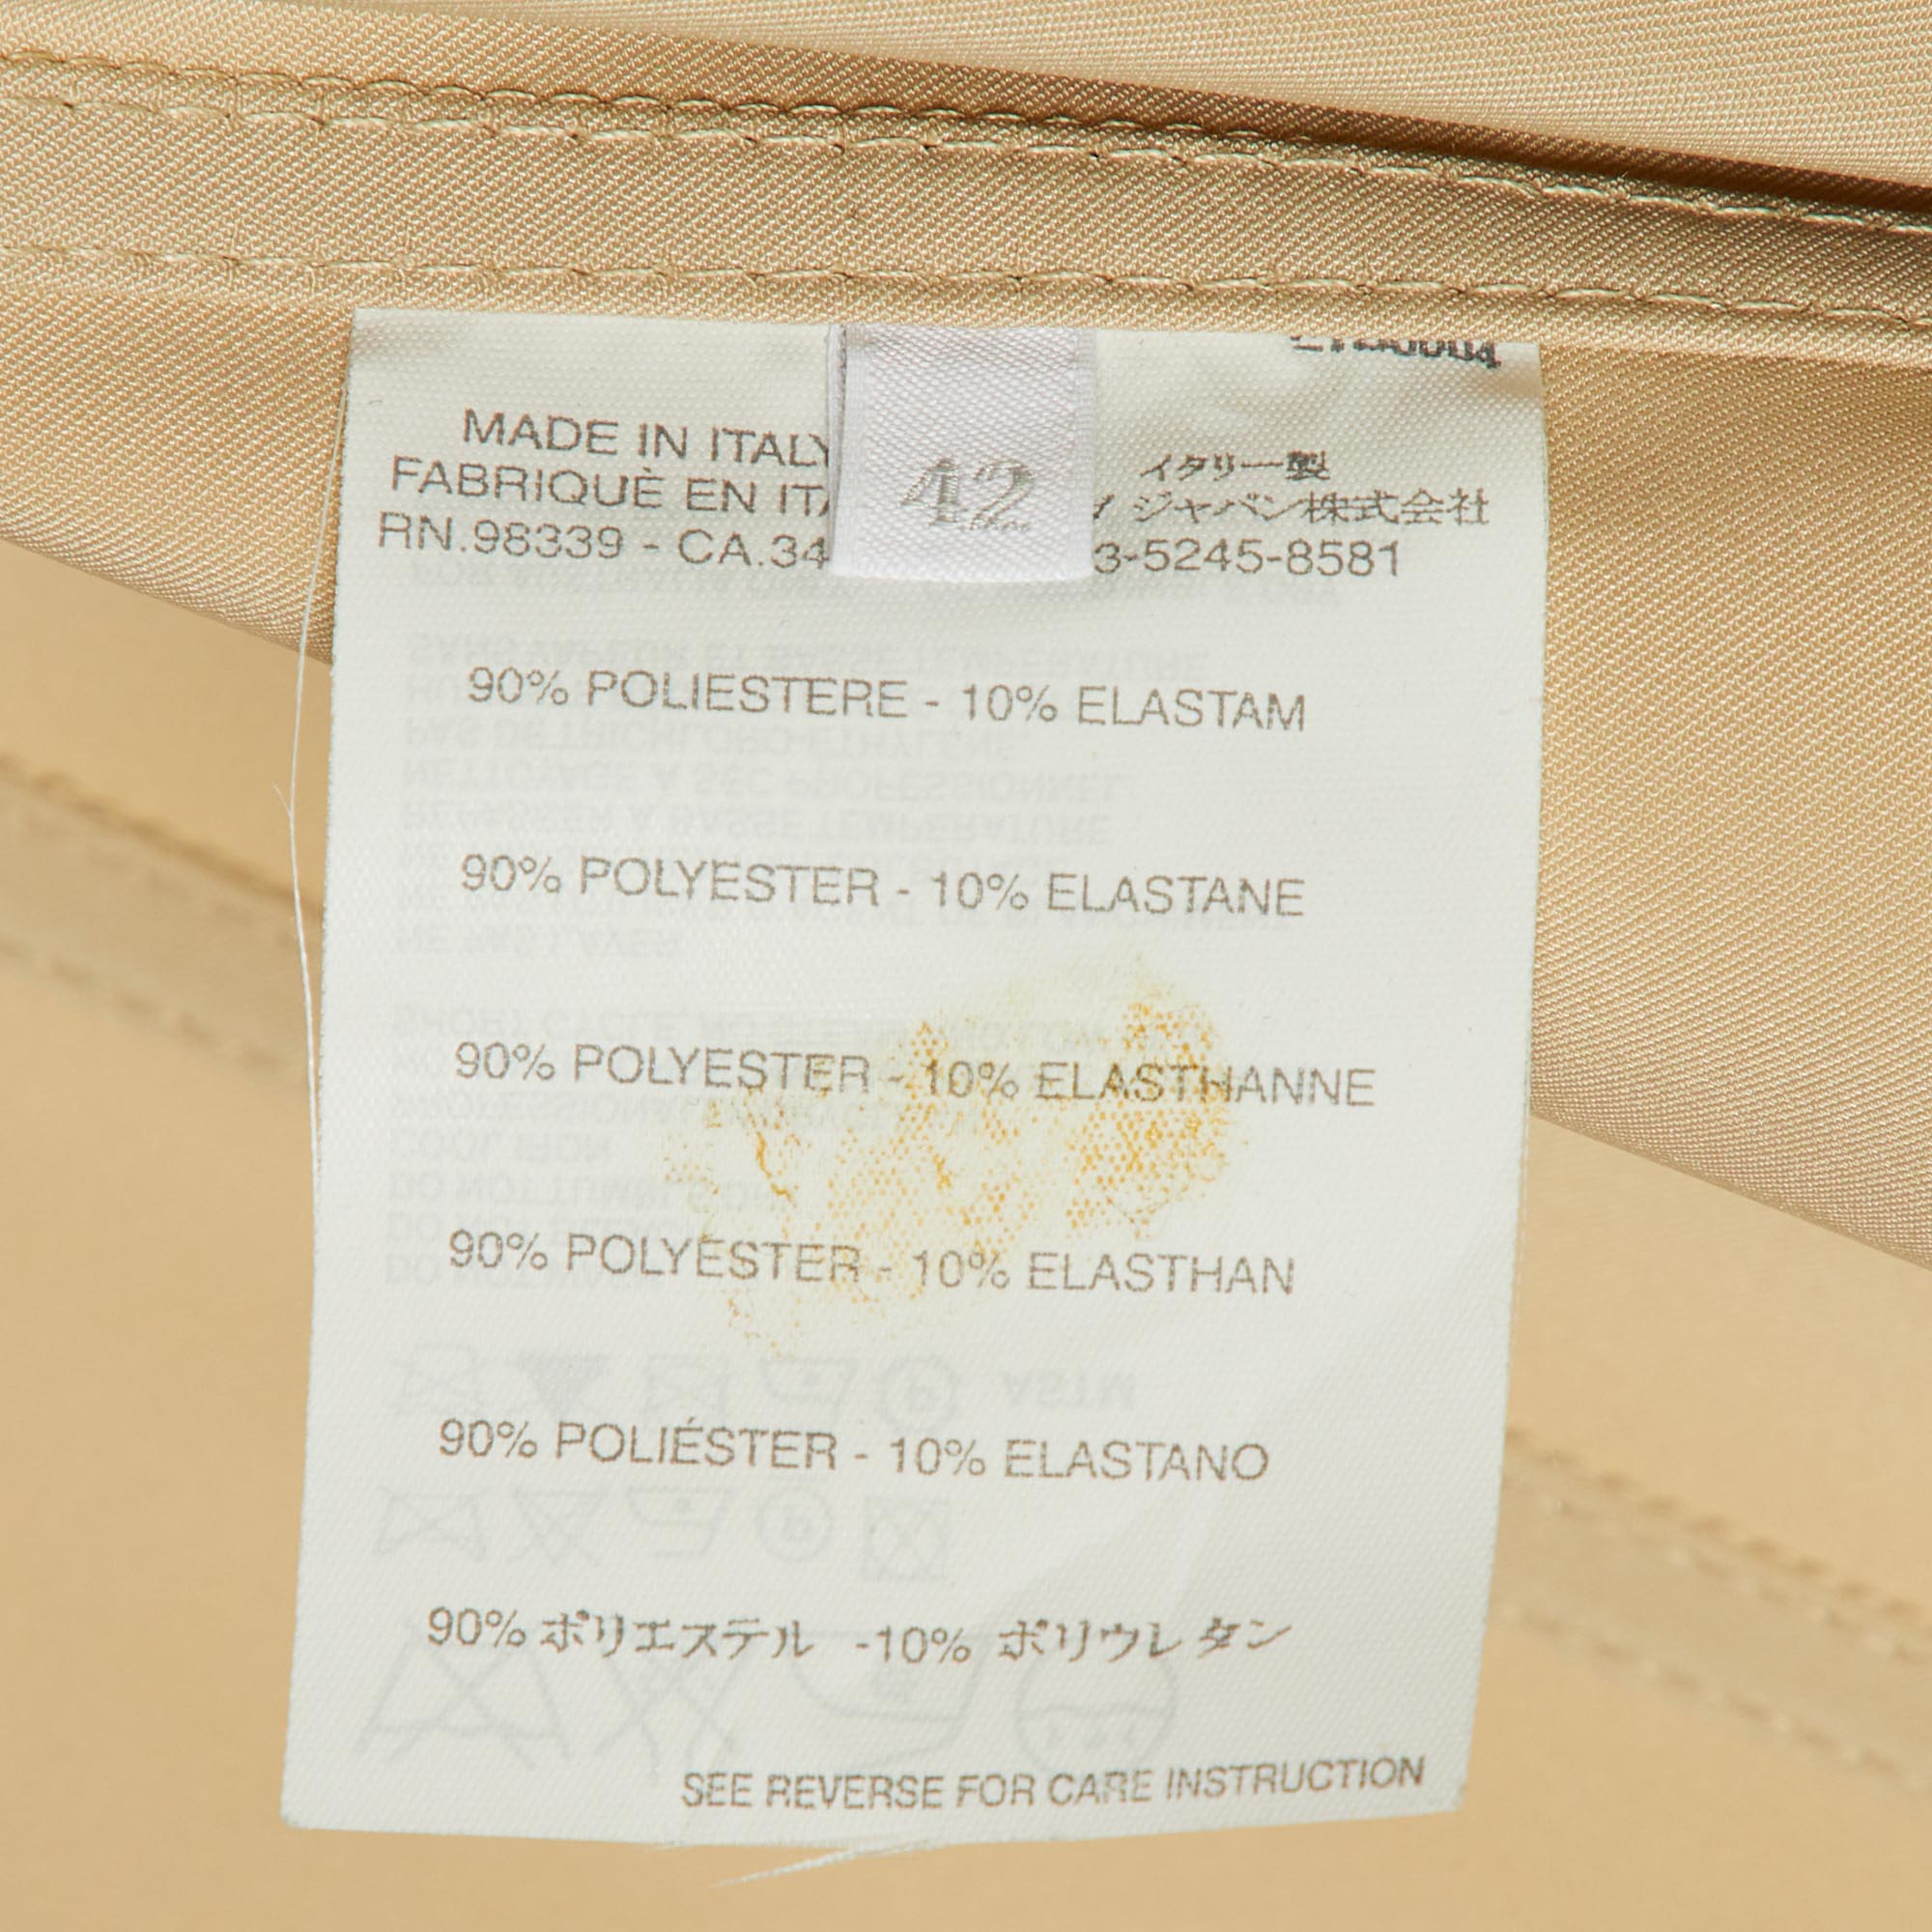 MADE IN ITALY
FABRIQUÉ EN
RN.98339 - CA.34
42
イタリー製
ジャパン株式会社
3-5245-8581
90% POLIESTERE - 10% ELASTAM
90% POLYESTER - 10% ELASTANE
90% POLYESTER - 10% ELASTHANNE
90% POLYESTER - 10% ELASTHAN
90% POLIÉSTER - 10% ELASTANO
90% ポリエステル -10% ポリウレタン
SEE REVERSE FOR CARE INSTRUCTION